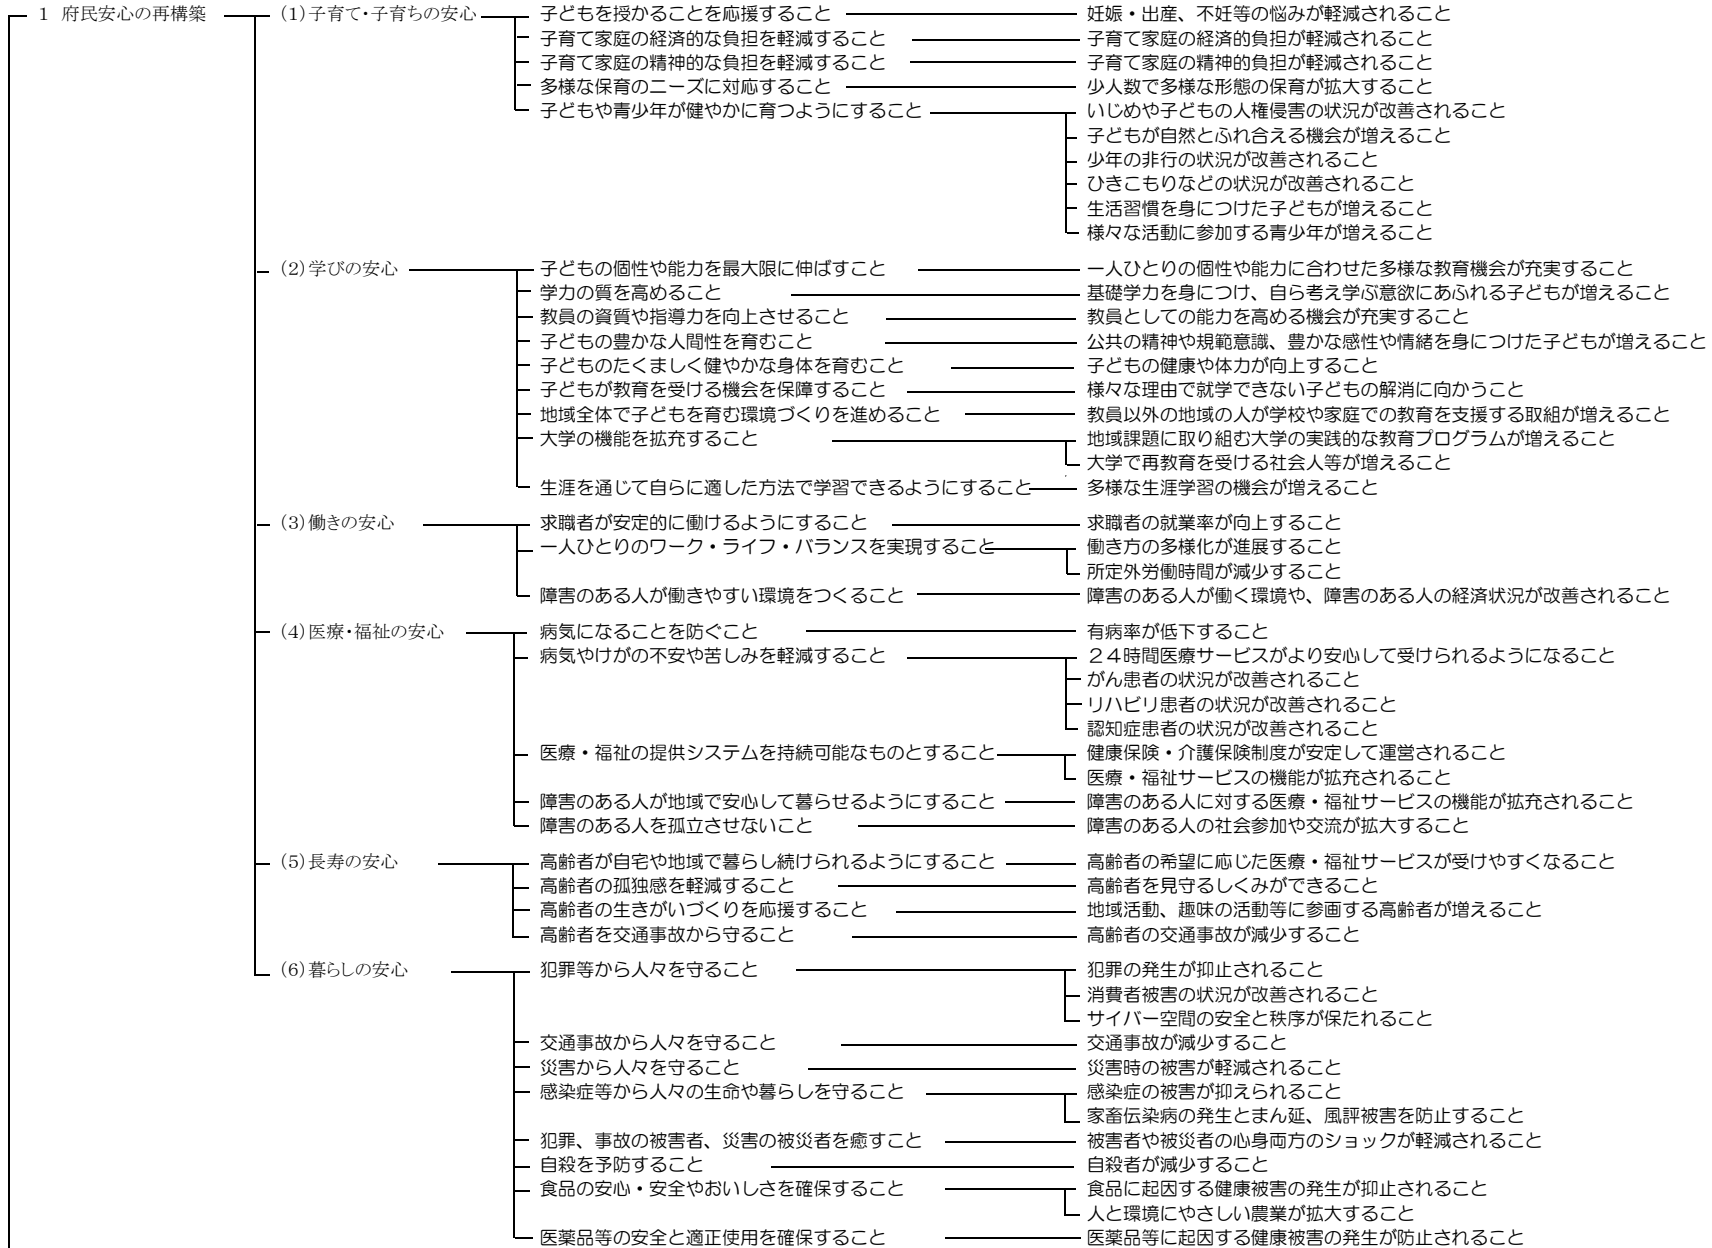 1 府民安心の再構築 (1)子育て・子育ちの安心 子どもを授かることを応援すること 妊娠・出産、不妊等の悩みが軽減されること
子育て家庭の経済的な負担を軽減すること 子育て家庭の経済的負担が軽減されること
子育て家庭の精神的な負担を軽減すること 子育て家庭の精神的負担が軽減されること
多様な保育のニーズに対応すること 少人数で多様な形態の保育が拡大すること
子どもや青少年が健やかに育つようにすること いじめや子どもの人権侵害の状況が改善されること
子どもが自然とふれ合える機会が増えること
少年の非行の状況が改善されること
ひきこもりなどの状況が改善されること
生活習慣を身につけた子どもが増えること
様々な活動に参加する青少年が増えること
(2)学びの安心 子どもの個性や能力を最大限に伸ばすこと 一人ひとりの個性や能力に合わせた多様な教育機会が充実すること
学力の質を高めること 基礎学力を身につけ、自ら考え学ぶ意欲にあふれる子どもが増えること
教員の資質や指導力を向上させること 教員としての能力を高める機会が充実すること
子どもの豊かな人間性を育むこと 公共の精神や規範意識、豊かな感性や情緒を身につけた子どもが増えること
子どものたくましく健やかな身体を育むこと 子どもの健康や体力が向上すること
子どもが教育を受ける機会を保障すること 様々な理由で就学できない子どもの解消に向かうこと
地域全体で子どもを育む環境づくりを進めること 教員以外の地域の人が学校や家庭での教育を支援する取組が増えること
大学の機能を拡充すること 地域課題に取り組む大学の実践的な教育プログラムが増えること
大学で再教育を受ける社会人等が増えること
生涯を通じて自らに適した方法で学習できるようにすること 多様な生涯学習の機会が増えること
(3)働きの安心 求職者が安定的に働けるようにすること 求職者の就業率が向上すること
一人ひとりのワーク・ライフ・バランスを実現すること 働き方の多様化が進展すること
所定外労働時間が減少すること
障害のある人が働きやすい環境をつくること 障害のある人が働く環境や、障害のある人の経済状況が改善されること
(4)医療・福祉の安心 病気になることを防ぐこと 有病率が低下すること
病気やけがの不安や苦しみを軽減すること 24時間医療サービスがより安心して受けられるようになること
がん患者の状況が改善されること
リハビリ患者の状況が改善されること
認知症患者の状況が改善されること
医療・福祉の提供システムを持続可能なものとすること 健康保険・介護保険制度が安定して運営されること
医療・福祉サービスの機能が拡充されること
障害のある人が地域で安心して暮らせるようにすること 障害のある人に対する医療・福祉サービスの機能が拡充されること
障害のある人を孤立させないこと 障害のある人の社会参加や交流が拡大すること
(5)長寿の安心 高齢者が自宅や地域で暮らし続けられるようにすること 高齢者の希望に応じた医療・福祉サービスが受けやすくなること
高齢者の孤独感を軽減すること 高齢者を見守るしくみができること
高齢者の生きがいづくりを応援すること 地域活動、趣味の活動等に参画する高齢者が増えること
高齢者を交通事故から守ること 高齢者の交通事故が減少すること
(6)暮らしの安心 犯罪等から人々を守ること 犯罪の発生が抑止されること
消費者被害の状況が改善されること
サイバー空間の安全と秩序が保たれること
交通事故から人々を守ること 交通事故が減少すること
災害から人々を守ること 災害時の被害が軽減されること
感染症等から人々の生命や暮らしを守ること 感染症の被害が抑えられること
家畜伝染病の発生とまん延、風評被害を防止すること
犯罪、事故の被害者、災害の被災者を癒すこと 被害者や被災者の心身両方のショックが軽減されること
自殺を予防すること 自殺者が減少すること
食品の安心・安全やおいしさを確保すること 食品に起因する健康被害の発生が抑止されること
人と環境にやさしい農業が拡大すること
医薬品等の安全と適正使用を確保すること 医薬品等に起因する健康被害の発生が防止されること